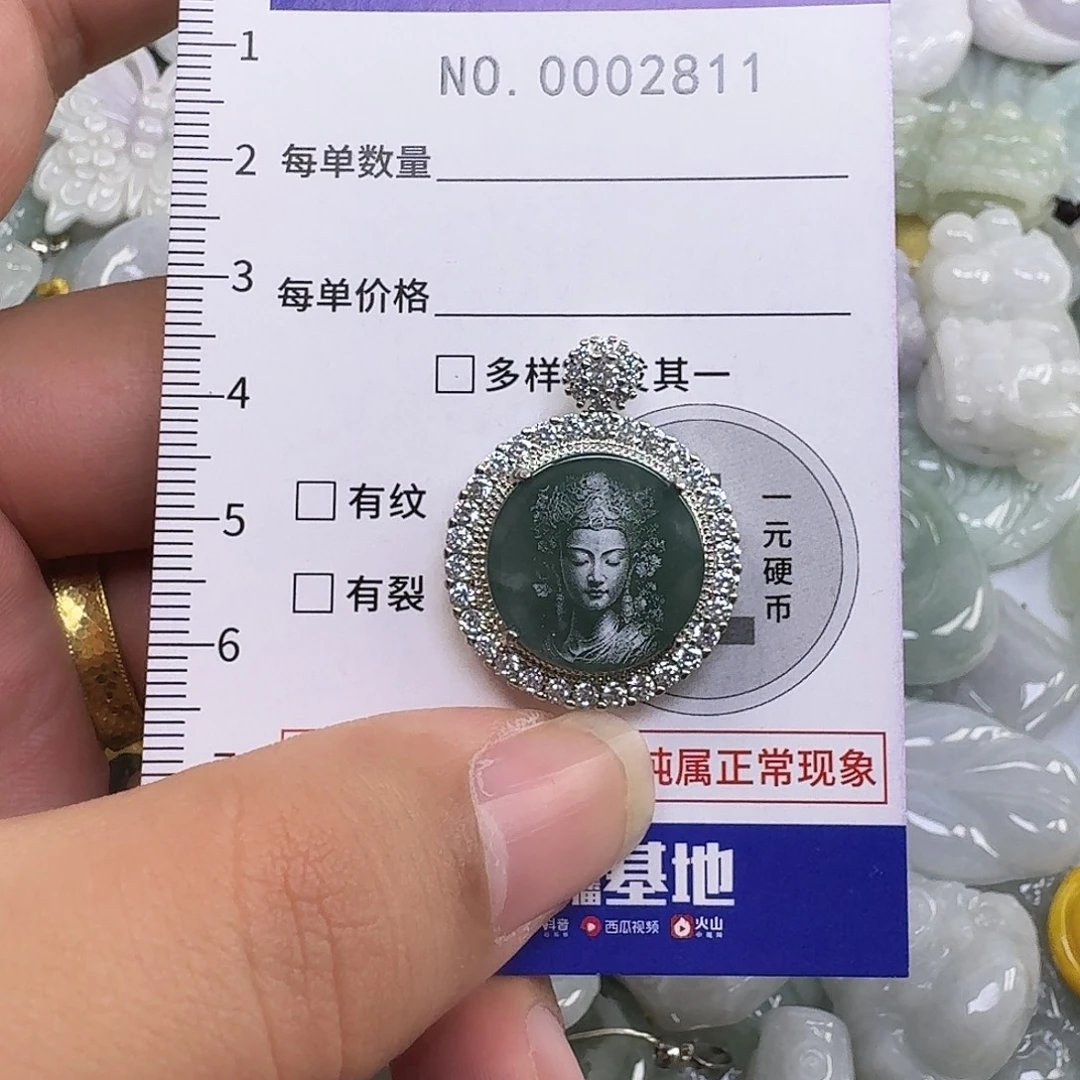 1
NO. 0002811
2
每单数量
3
每单价格
4
多样 其一
5
有纹
一元硬币
有裂
6
纯属正常现象
基地
抖音 西瓜视频 火山